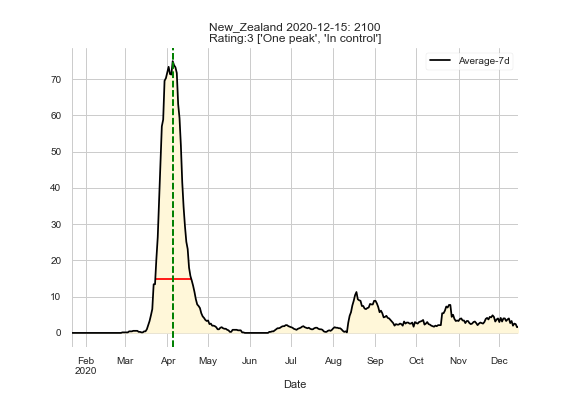 New_Zealand 2020-12-15: 2100
Rating:3 ['One peak', 'In control']
Average-7d
70
60
50
40
30
20
10
0
Feb Mar Apr May Jun Jul Aug Sep Oct Nov Dec
2020
Date